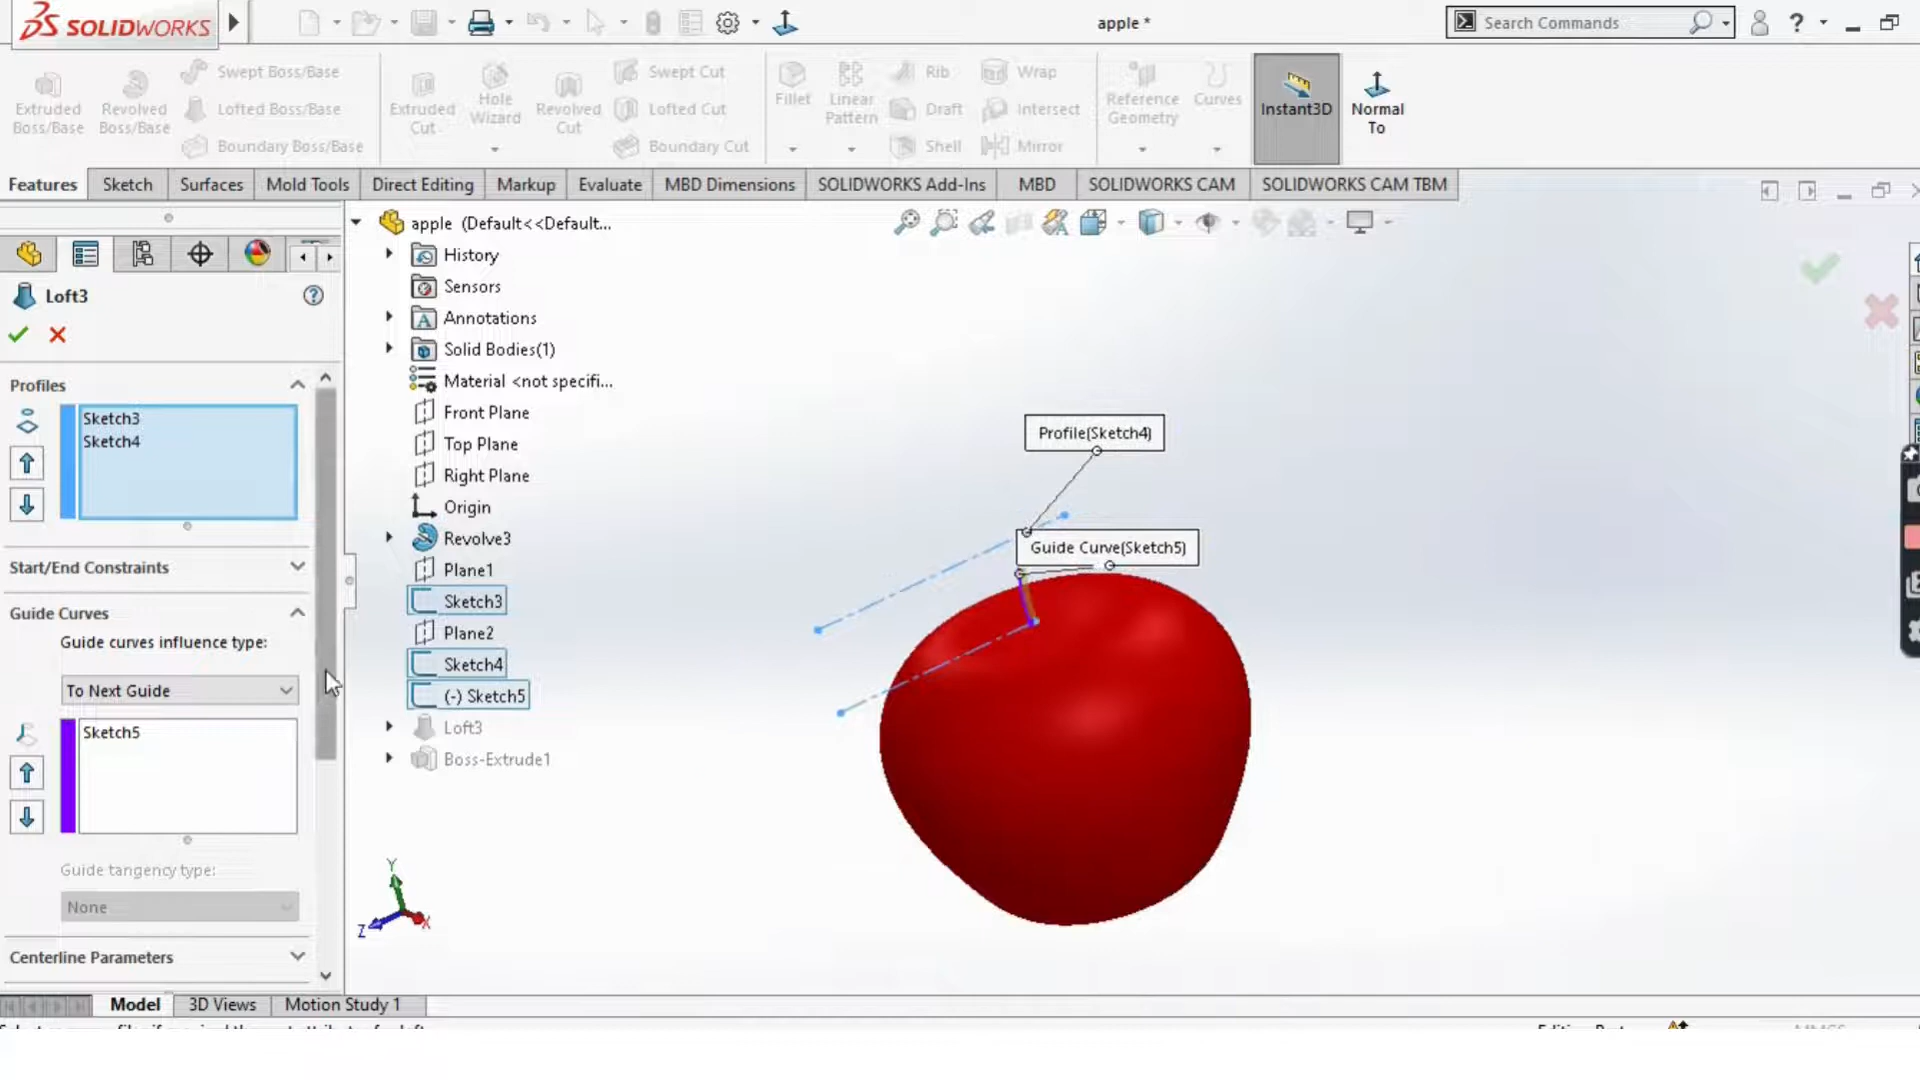 SOLIDWORKS
apple *
Search Commands
?
Extruded Boss/Base
Revolved Boss/Base
Swept Boss/Base
Lofted Boss/Base
Boundary Boss/Base
Extruded Cut
Hole Wizard
Revolved Cut
Swept Cut
Lofted Cut
Boundary Cut
Fillet
Linear Pattern
Rib
Draft
Shell
Wrap
Intersect
Mirror
Reference Geometry
Curves
Instant3D
Normal To
Features
Sketch
Surfaces
Mold Tools
Direct Editing
Markup
Evaluate
MBD Dimensions
SOLIDWORKS Add-Ins
MBD
SOLIDWORKS CAM
SOLIDWORKS CAM TBM
Loft3
?
Profiles
Sketch3
Sketch4
Start/End Constraints
Guide Curves
Guide curves influence type:
To Next Guide
Sketch5
Guide tangency type:
None
Centerline Parameters
apple (Default<<Default...
History
Sensors
A
Annotations
Solid Bodies(1)
Material <not specifi...
Front Plane
Top Plane
Right Plane
Origin
Revolve3
Plane1
Sketch3
Plane2
Sketch4
(-) Sketch5
Loft3
Boss-Extrude1
Profile(Sketch4)
Guide Curve(Sketch5)
Y
Z
X
Model
3D Views
Motion Study 1